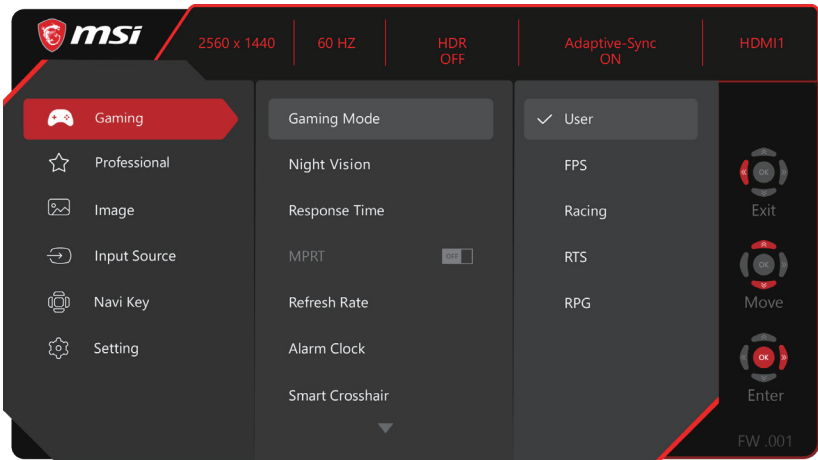 msi
2560 x 1440
60 HZ
HDR
OFF
Adaptive-Sync
ON
HDMI1
Gaming
Professional
Image
Input Source
Navi Key
Setting
Gaming Mode
Night Vision
Response Time
MPRT
OFF
Refresh Rate
Alarm Clock
Smart Crosshair
User
FPS
Racing
RTS
RPG
OK
Exit
OK
Move
OK
Enter
FW .001